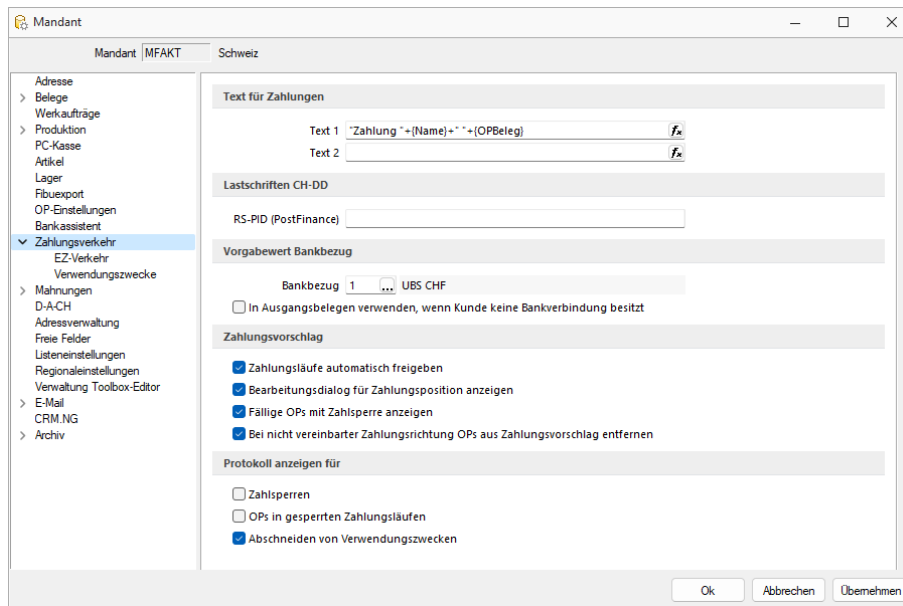 Mandant
Mandant MFAKT Schweiz
Adresse
Belege
Werkaufträge
Produktion
PC-Kasse
Artikel
Lager
Fibuexport
OP-Einstellungen
Bankassistent
Zahlungsverkehr
EZ-Verkehr
Verwendungszwecke
Mahnungen
D-A-CH
Adressverwaltung
Freie Felder
Listeneinstellungen
Regionaleinstellungen
Verwaltung Toolbox-Editor
E-Mail
CRM.NG
Archiv
Text für Zahlungen
Text 1 "Zahlung "+{Name}+" "+{OPBeleg} fx
Text 2 fx
Lastschriften CH-DD
RS-PID (PostFinance)
Vorgabewert Bankbezug
Bankbezug 1 ... UBS CHF
In Ausgangsbelegen verwenden, wenn Kunde keine Bankverbindung besitzt
Zahlungsvorschlag
Zahlungsläufe automatisch freigeben
Bearbeitungsdialog für Zahlungsposition anzeigen
Fällige OPs mit Zahlsperre anzeigen
Bei nicht vereinbarter Zahlungsrichtung OPs aus Zahlungsvorschlag entfernen
Protokoll anzeigen für
Zahlsperren
OPs in gesperrten Zahlungsläufen
Abschneiden von Verwendungszwecken
Ok Abbrechen Übernehmen